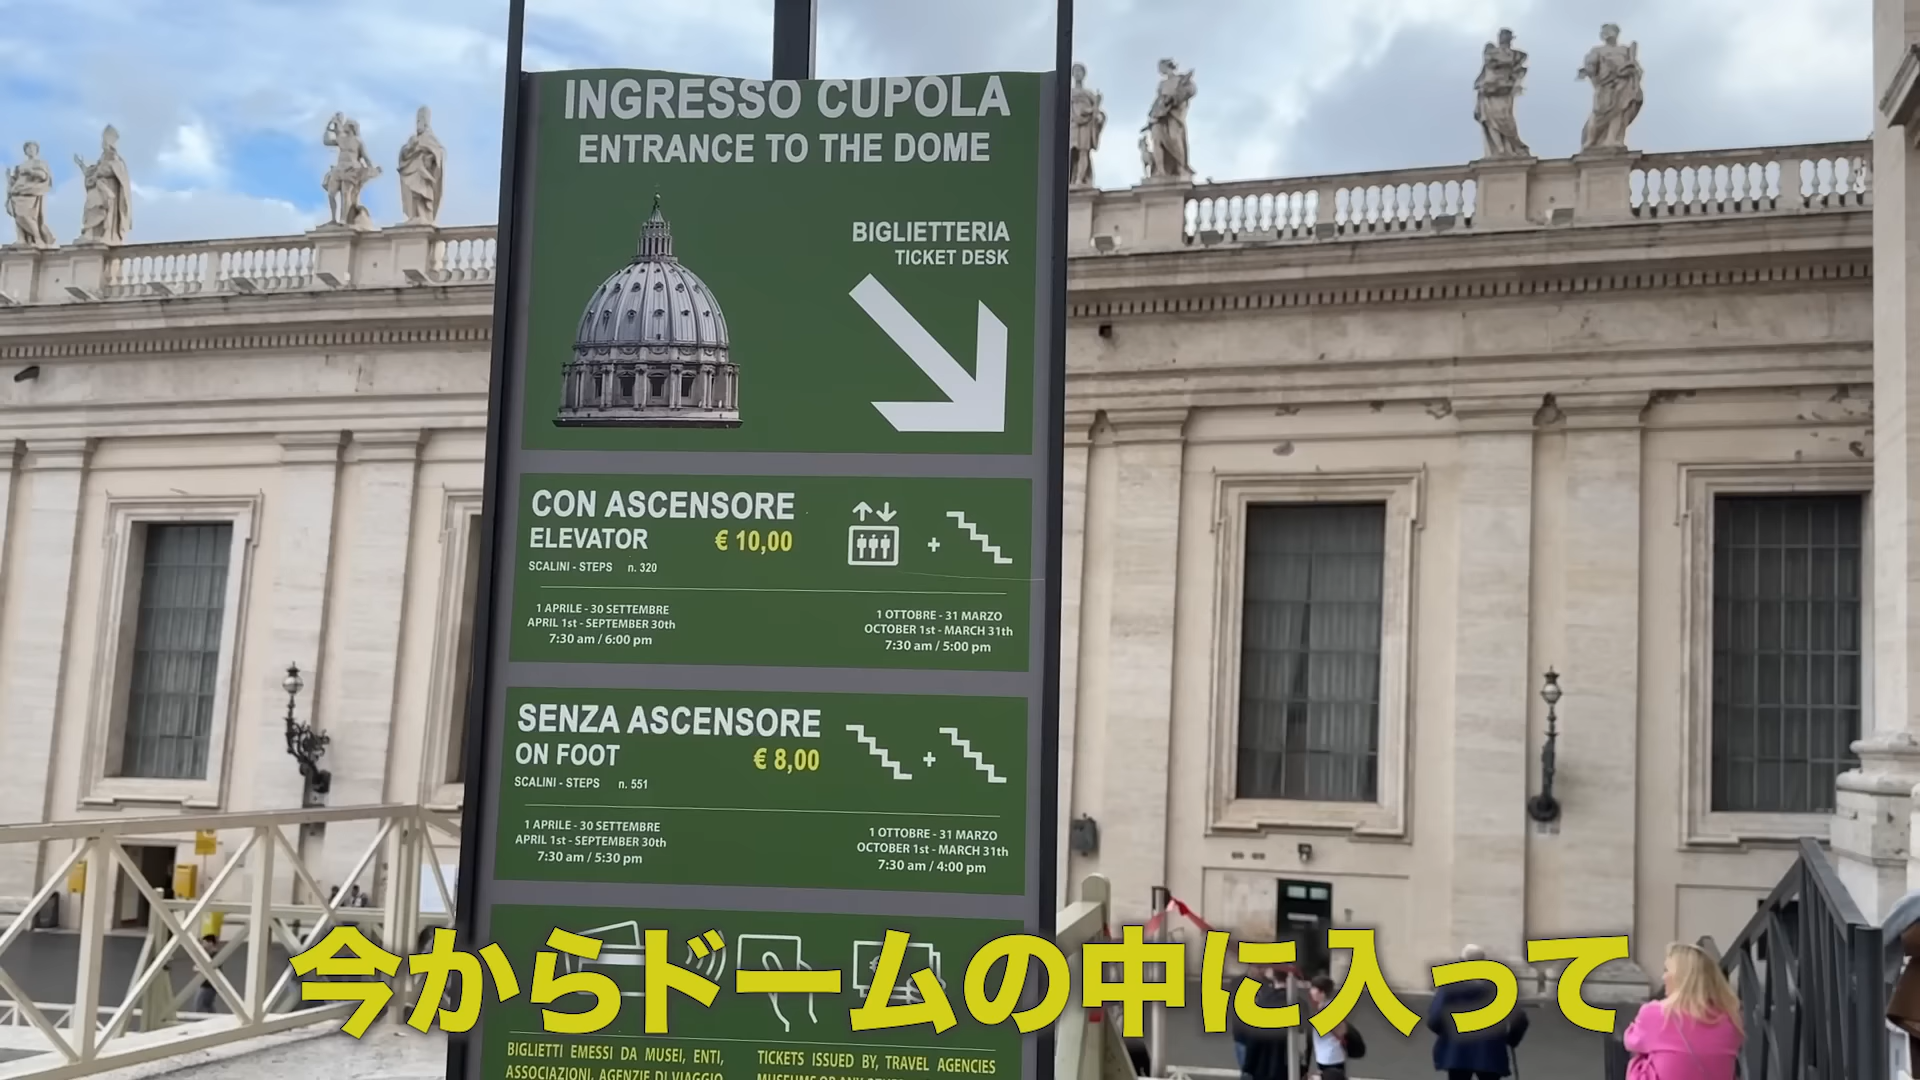 INGRESSO CUPOLA
ENTRANCE TO THE DOME
BIGLIETTERIA
TICKET DESK
CON ASCENSORE
ELEVATOR € 10,00
SCALINI - STEPS n. 320
1 APRILE - 30 SETTEMBRE
APRIL 1st - SEPTEMBER 30th
7:30 am / 6:00 pm
1 OTTOBRE - 31 MARZO
OCTOBER 1st - MARCH 31th
7:30 am / 5:00 pm
SENZA ASCENSORE
ON FOOT € 8,00
SCALINI - STEPS n. 551
1 APRILE - 30 SETTEMBRE
APRIL 1st - SEPTEMBER 30th
7:30 am / 5:30 pm
1 OTTOBRE - 31 MARZO
OCTOBER 1st - MARCH 31th
7:30 am / 4:00 pm
今からドームの中に入って
BIGLIETTI EMESSI DA MUSEI, ENTI,
ASSOCIAZIONI, AGENZIE DI VIAGGIO
TICKETS ISSUED BY, TRAVEL AGENCIES